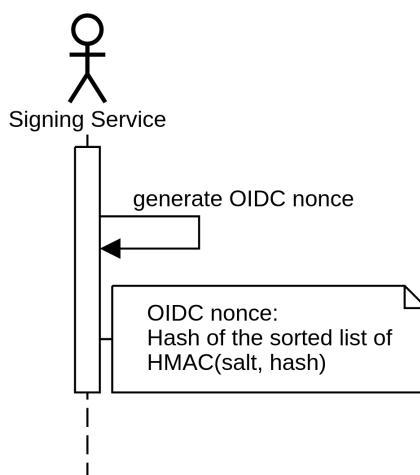 Signing Service
generate OIDC nonce
OIDC nonce:
Hash of the sorted list of
HMAC(salt, hash)